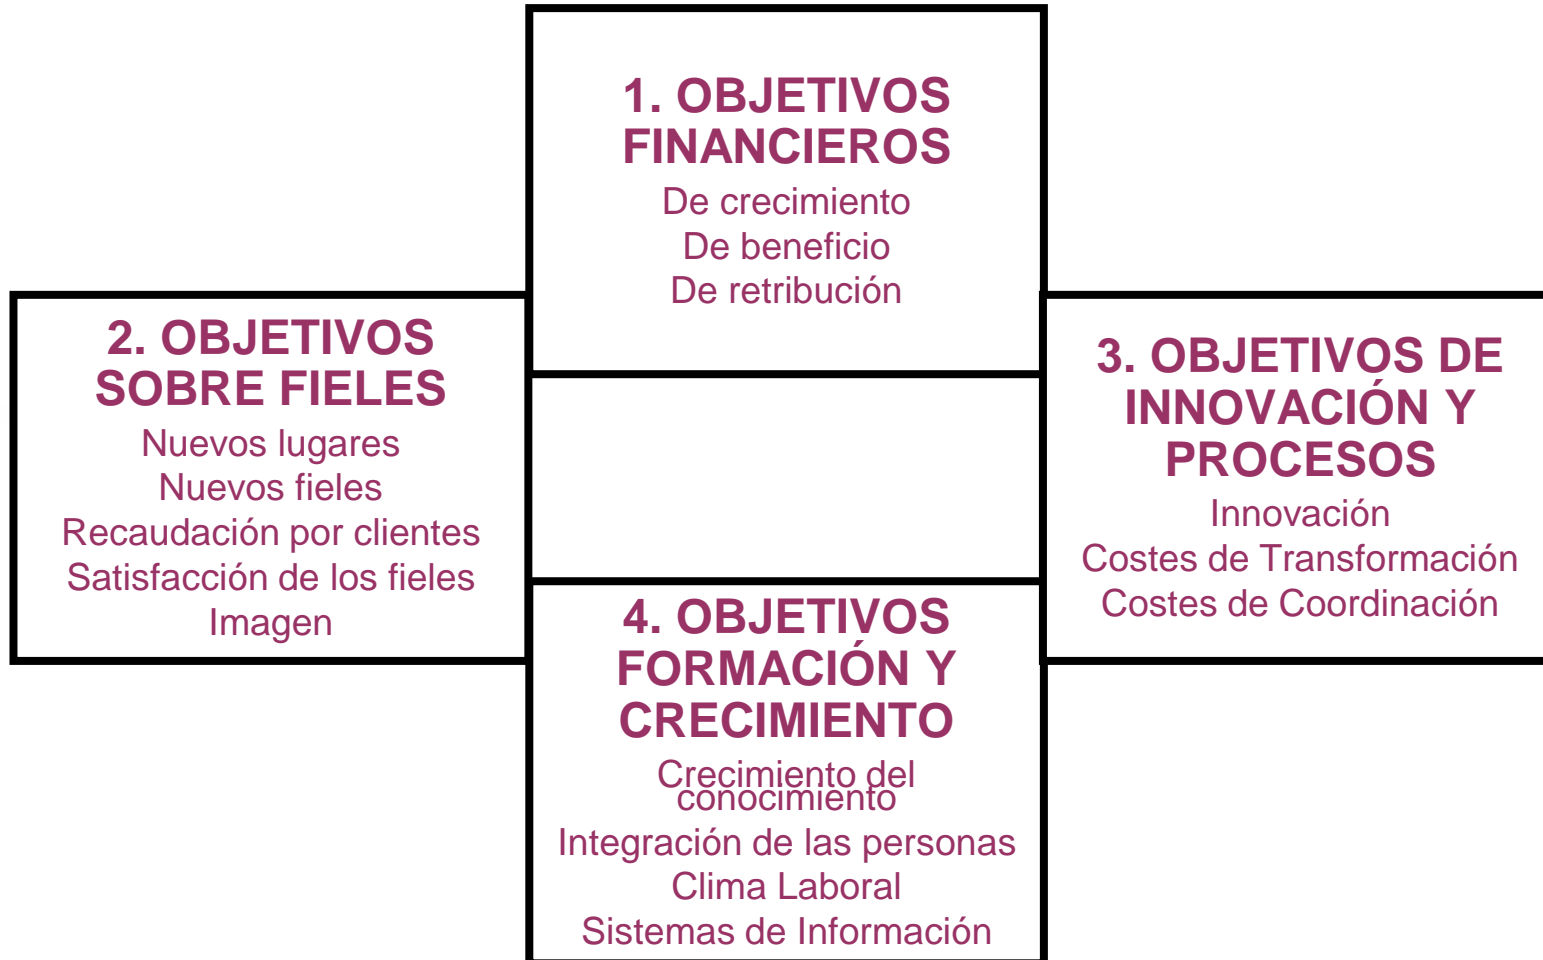 1. OBJETIVOS
FINANCIEROS
De crecimiento
De beneficio
De retribución
2. OBJETIVOS
SOBRE FIELES
Nuevos lugares
Nuevos fieles
Recaudación por clientes
Satisfacción de los fieles
Imagen
3. OBJETIVOS DE
INNOVACIÓN Y
PROCESOS
Innovación
Costes de Transformación
Costes de Coordinación
4. OBJETIVOS
FORMACIÓN Y
CRECIMIENTO
Crecimiento del
conocimiento
Integración de las personas
Clima Laboral
Sistemas de Información